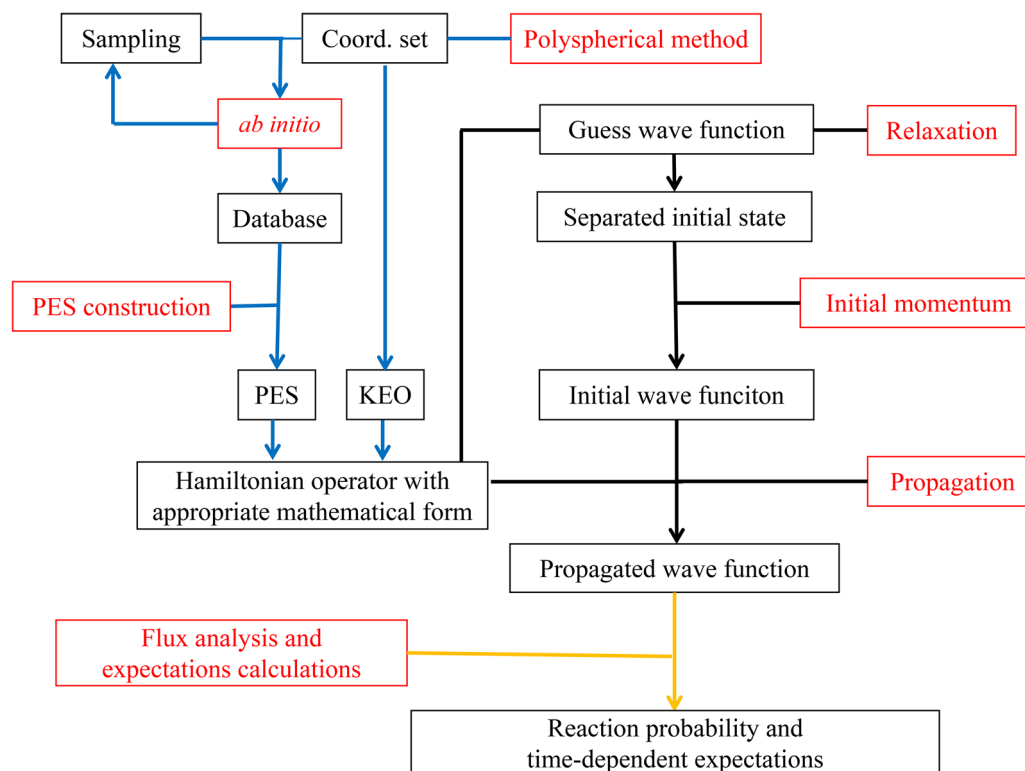 Sampling
Coord. set
Polyspherical method
ab initio
Guess wave function
Relaxation
Database
Separated initial state
PES construction
Initial momentum
PES
KEO
Initial wave funciton
Hamiltonian operator with
appropriate mathematical form
Propagation
Propagated wave function
Flux analysis and
expectations calculations
Reaction probability and
time-dependent expectations